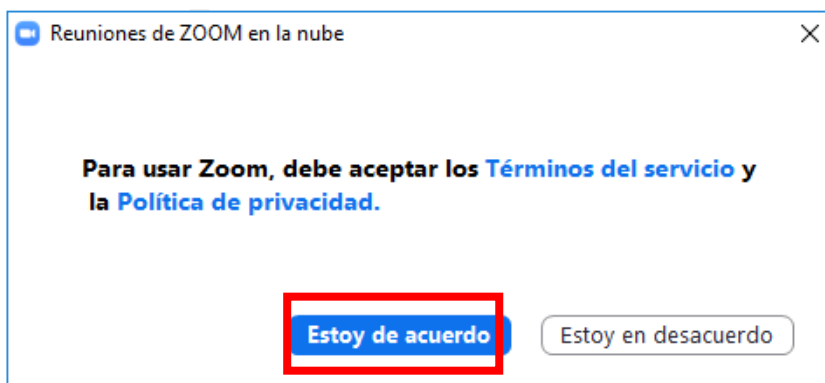 Reuniones de ZOOM en la nube
Para usar Zoom, debe aceptar los Términos del servicio y
la Política de privacidad.
Estoy de acuerdo
Estoy en desacuerdo